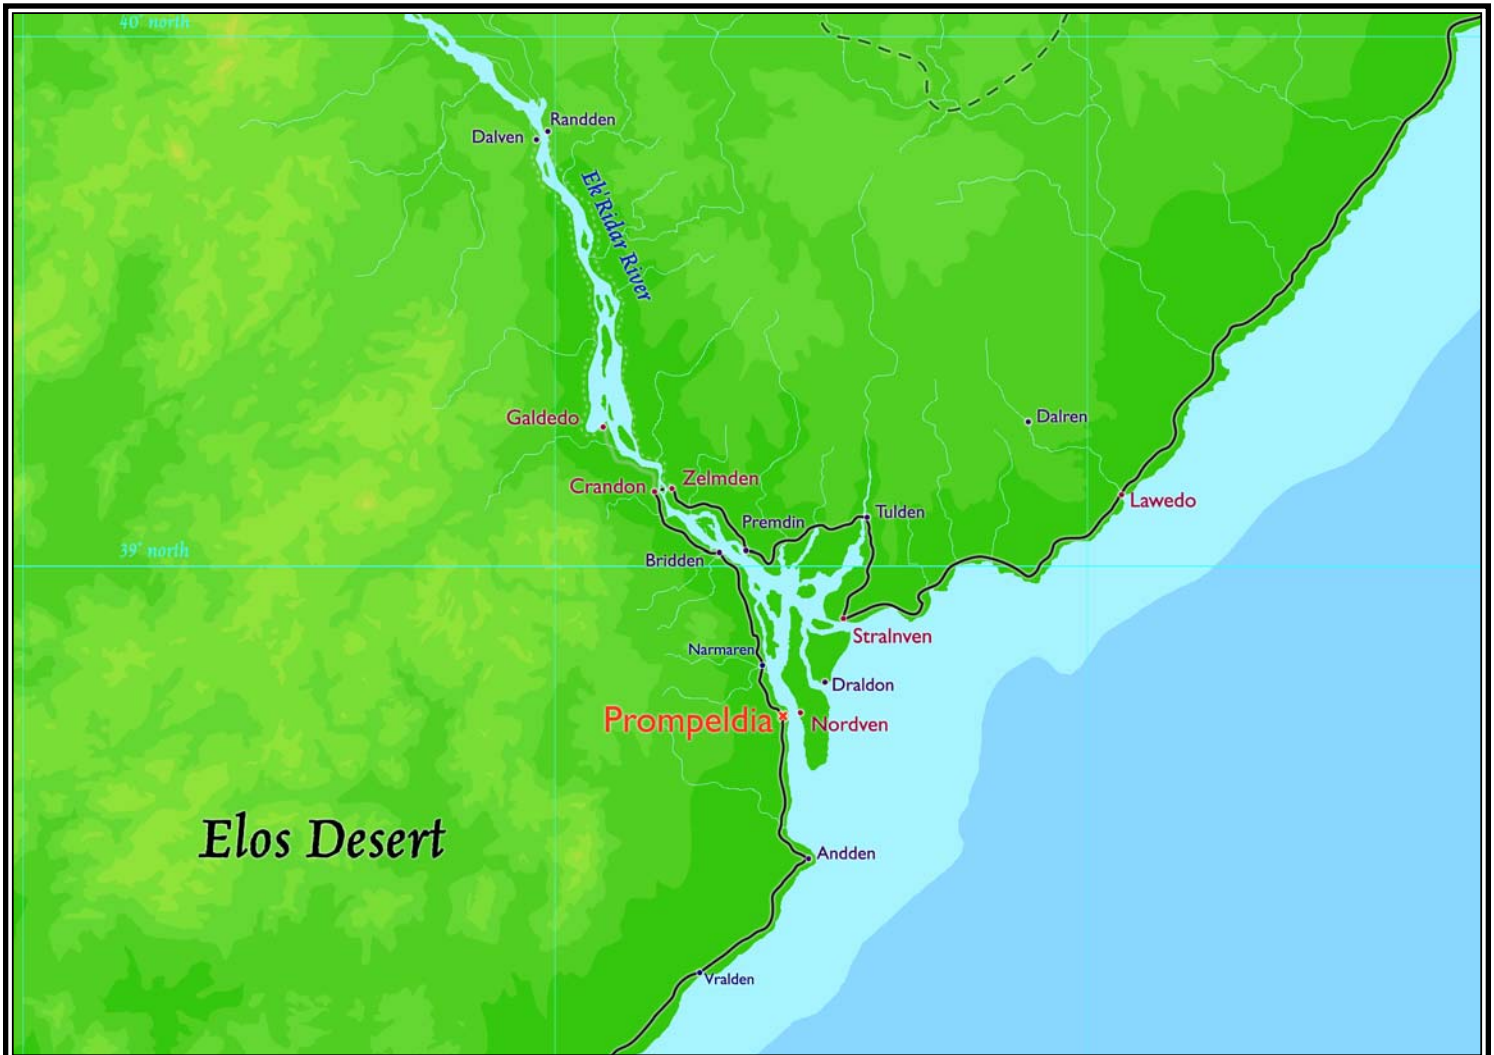 40° north
Randden
Dalven
Ek'Ridar River
Galdedo
Dalren
Zelmden
Crandon
Lawedo
Tulden
Premdin
39° north
Bridden
Stralnven
Narmaren
Draldon
Prompeldia
Nordven
Elos Desert
Andden
Vralden